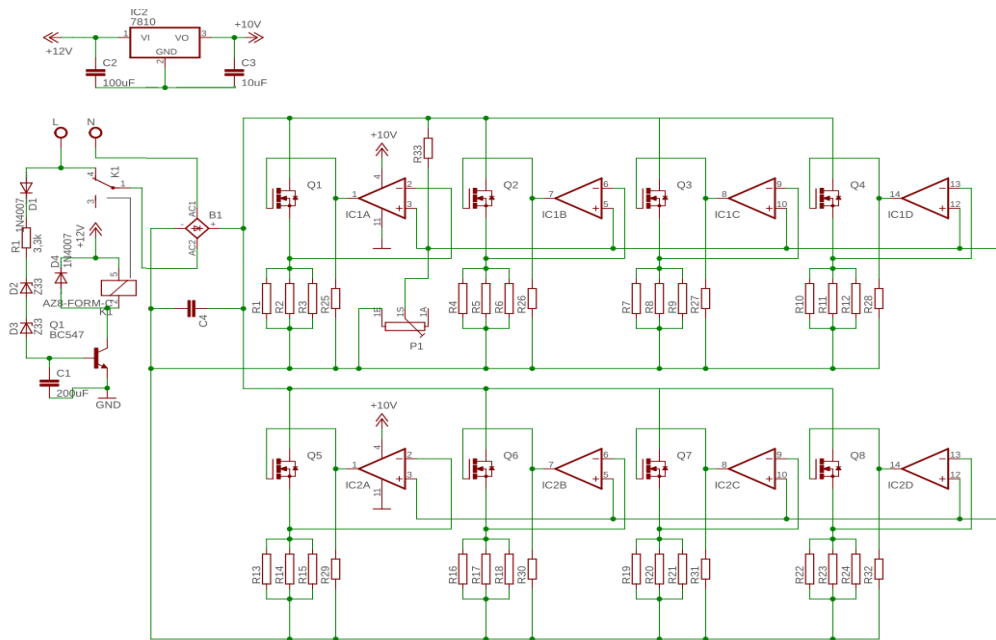 IC2
7810
+12V
1
VI
VO
3
+10V
GND
2
C2
100uF
C3
10uF
L
N
4
K1
1
3
D1
1N4007
R1
3,3k
+12V
1N4007
D4
D2
Z33
5
AZ8-FORM-C
K1
D3
Z33
Q1
BC547
C1
200uF
GND
AC1
B1
-
+
AC2
C4
Q1
+10V
4
1
2
3
IC1A
11
R33
Q2
7
6
5
IC1B
Q3
8
9
10
IC1C
Q4
14
13
12
IC1D
R1
R2
R3
R25
1E
1S
1A
P1
R4
R5
R6
R26
R7
R8
R9
R27
R10
R11
R12
R28
Q5
+10V
4
1
2
3
IC2A
11
Q6
7
6
5
IC2B
Q7
8
9
10
IC2C
Q8
14
13
12
IC2D
R13
R14
R15
R29
R16
R17
R18
R30
R19
R20
R21
R31
R22
R23
R24
R32